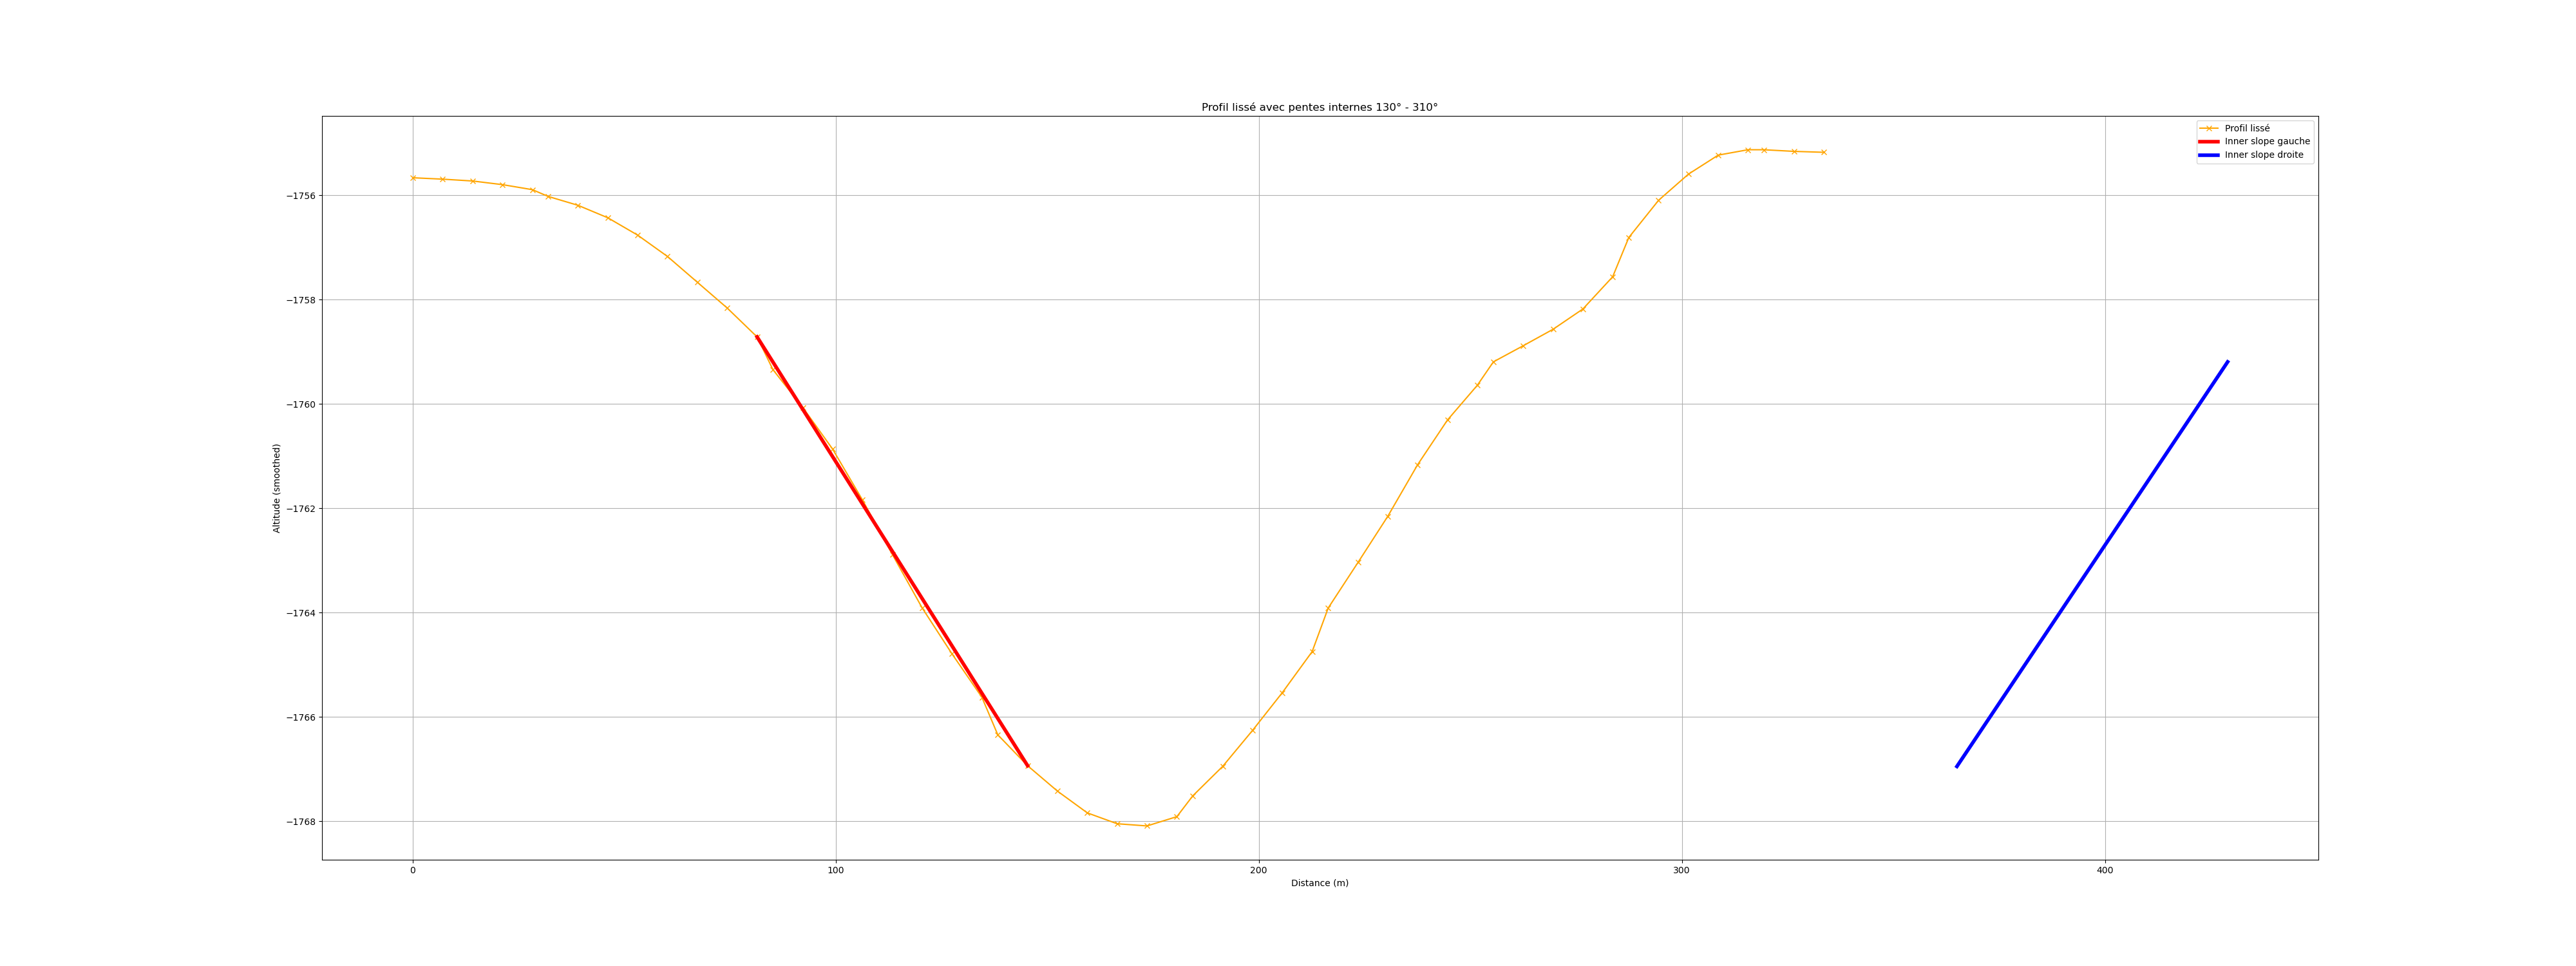 Profil lissé avec pentes internes 130° - 310°
Profil lissé
Inner slope gauche
Inner slope droite
Altitude (smoothed)
−1756
−1758
−1760
−1762
−1764
−1766
−1768
0 100 200 300 400
Distance (m)